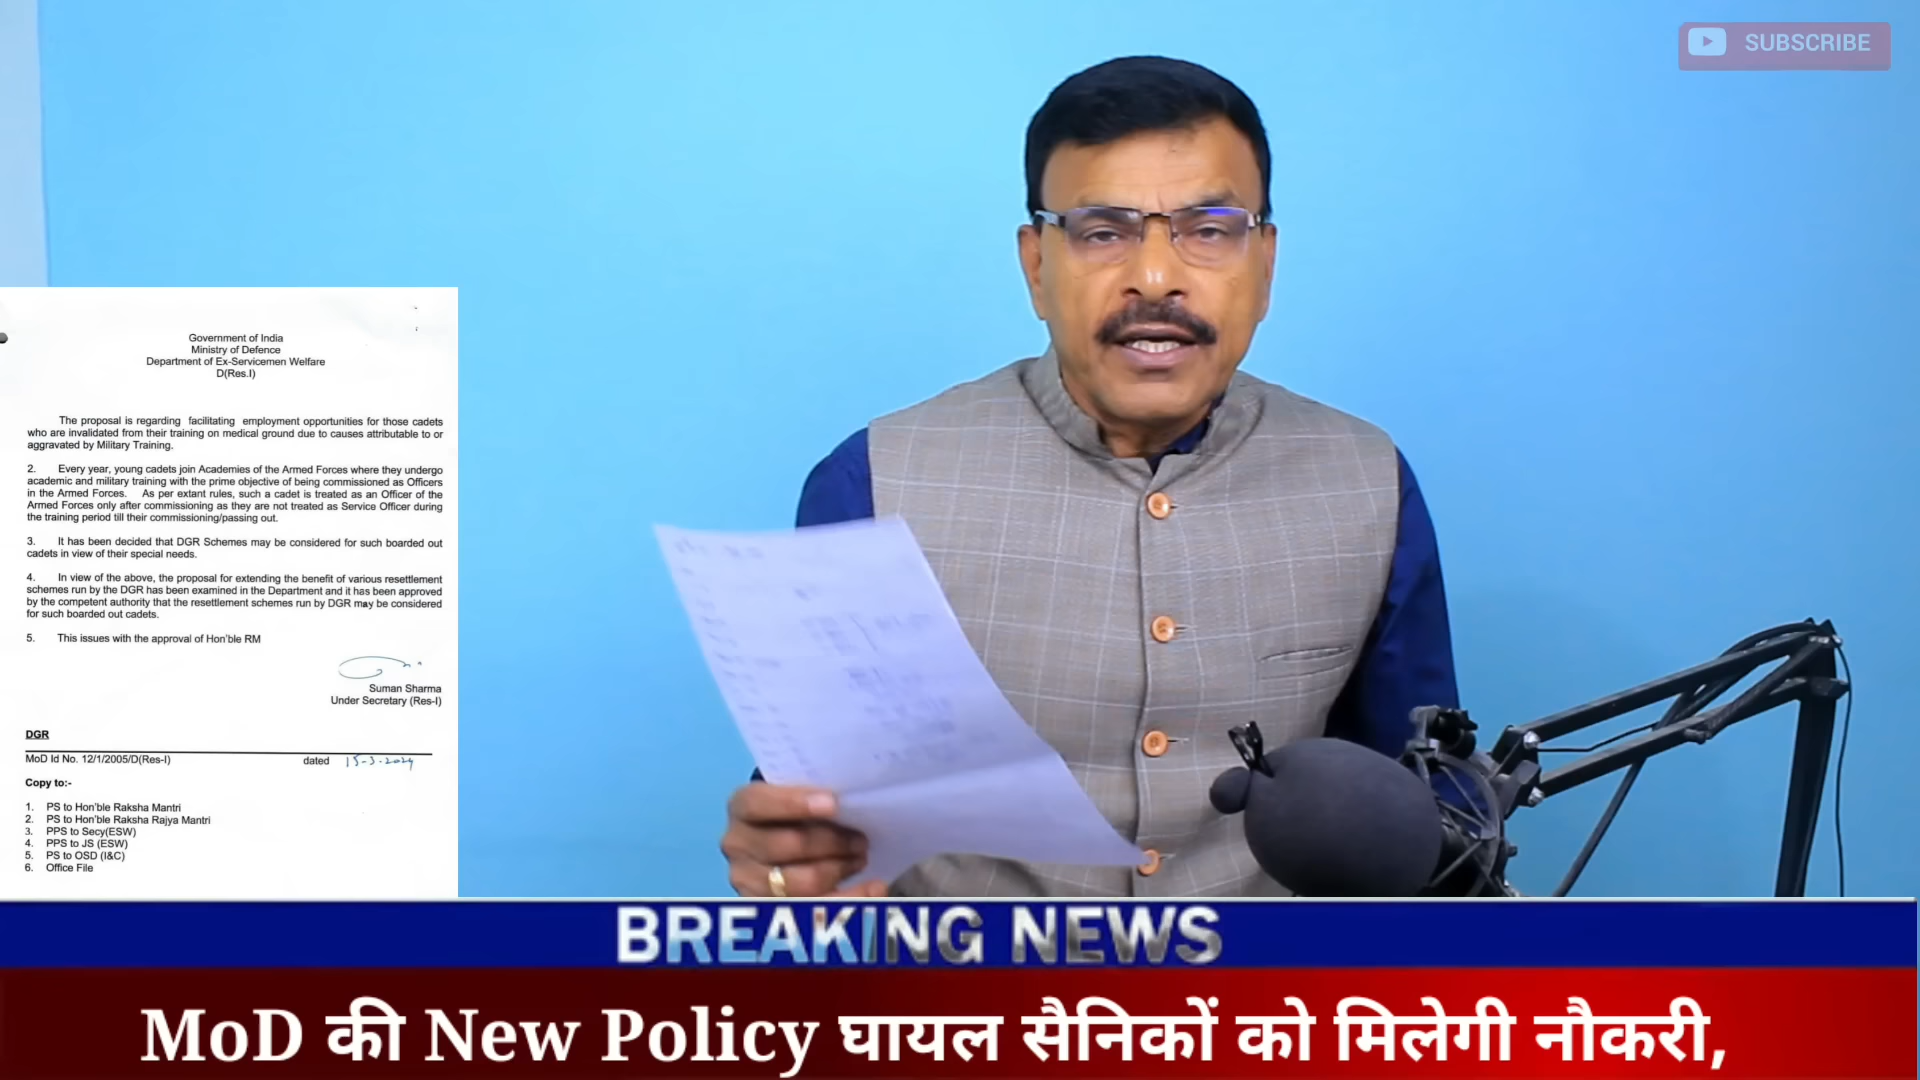 SUBSCRIBE
Government of India
Ministry of Defence
Department of Ex-Servicemen Welfare
D(Res.I)
The proposal is regarding facilitating employment opportunities for those cadets
who are invalidated from their training on medical ground due to causes attributable to or
aggravated by Military Training.
2. Every year, young cadets join Academies of the Armed Forces where they undergo
academic and military training with the prime objective of being commissioned as Officers
in the Armed Forces. As per extant rules, such a cadet is treated as an Officer of the
Armed Forces only after commissioning as they are not treated as Service Officer during
the training period till their commissioning/passing out.
3. It has been decided that DGR Schemes may be considered for such boarded out
cadets in view of their special needs.
4. In view of the above, the proposal for extending the benefit of various resettlement
schemes run by the DGR has been examined in the Department and it has been approved
by the competent authority that the resettlement schemes run by DGR may be considered
for such boarded out cadets.
5. This issues with the approval of Hon'ble RM
Suman Sharma
Under Secretary (Res-I)
DGR
MoD Id No. 12/1/2005/D(Res-I) dated 15-3-2024
Copy to:-
1. PS to Hon'ble Raksha Mantri
2. PS to Hon'ble Raksha Rajya Mantri
3. PPS to Secy(ESW)
4. PPS to JS (ESW)
5. PS to OSD (I&C)
6. Office File
BREAKING NEWS
MoD की New Policy घायल सैनिकों को मिलेगी नौकरी,